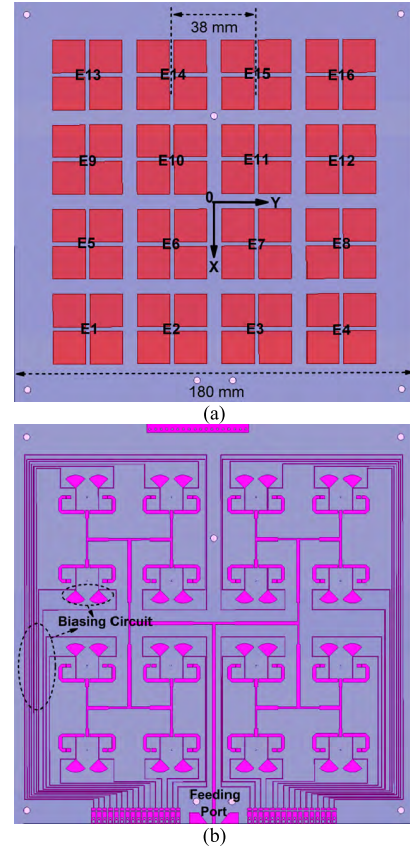 38 mm
E13 E14 E15 E16
E9 E10 E11 E12
0 Y
X
E5 E6 E7 E8
E1 E2 E3 E4
180 mm
(a)
Biasing Circuit
Feeding
Port
(b)